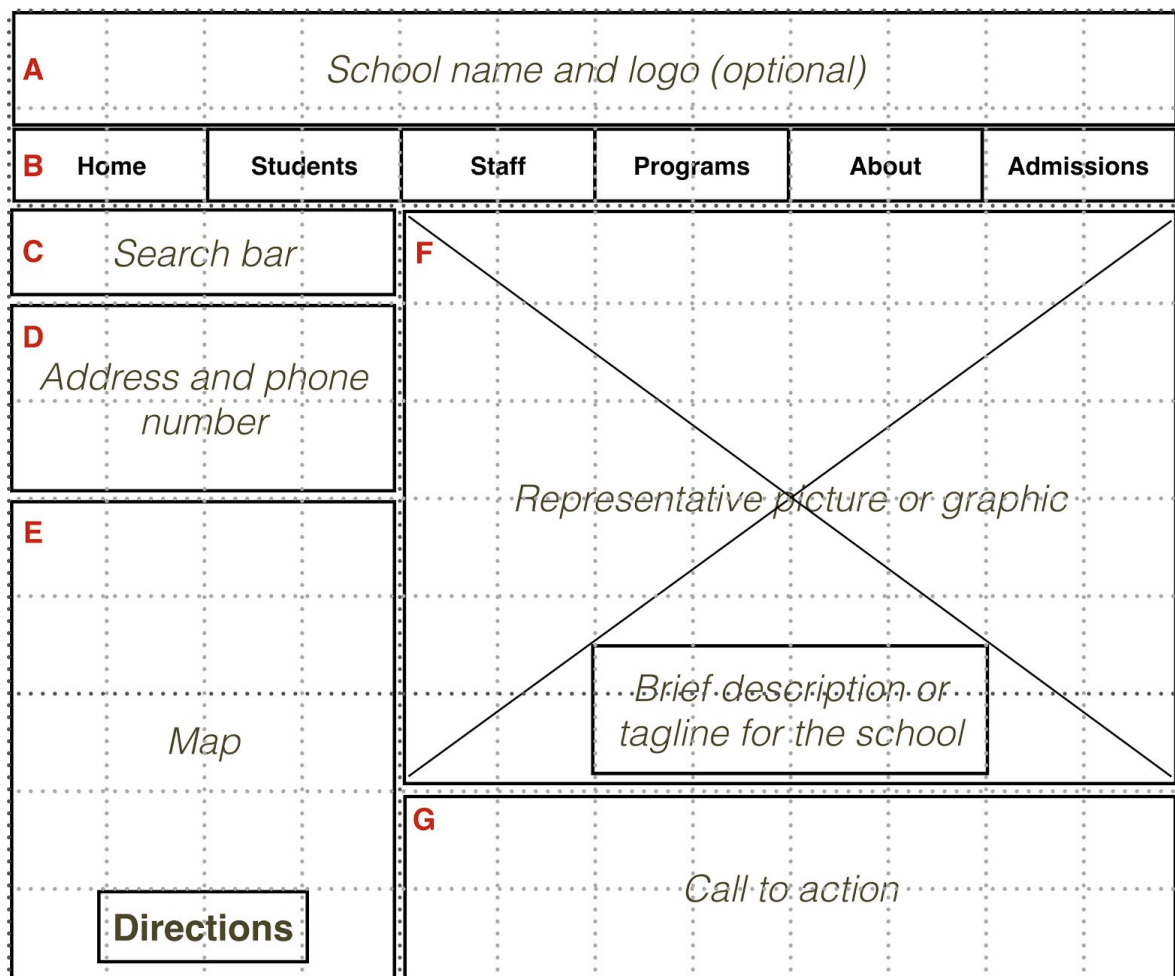 A
School name and logo (optional)
B
Home
Students
Staff
Programs
About
Admissions
C
Search bar
D
Address and phone
number
E
Map
Directions
F
Representative picture or graphic
Brief description or
tagline for the school
G
Call to action